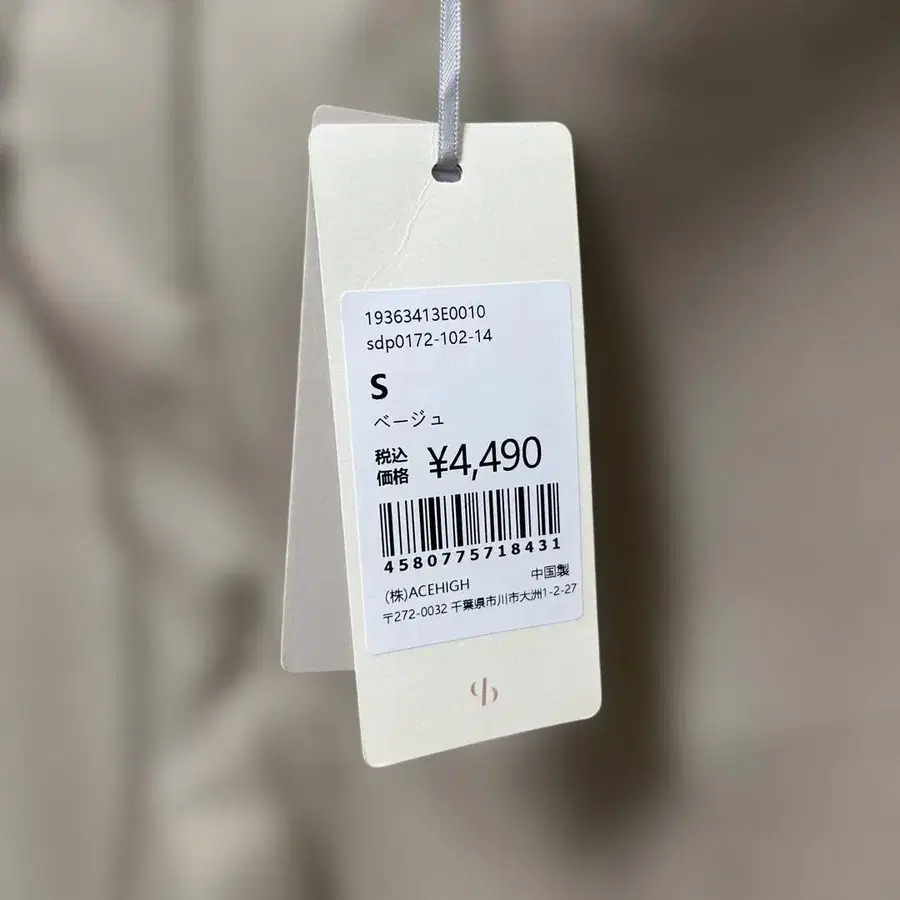 19363413E0010
sdp0172-102-14
S
ベージュ
税込
価格 ¥4,490
4580775718431
(株)ACEHIGH 中国製
〒272-0032 千葉県市川市大洲1-2-27